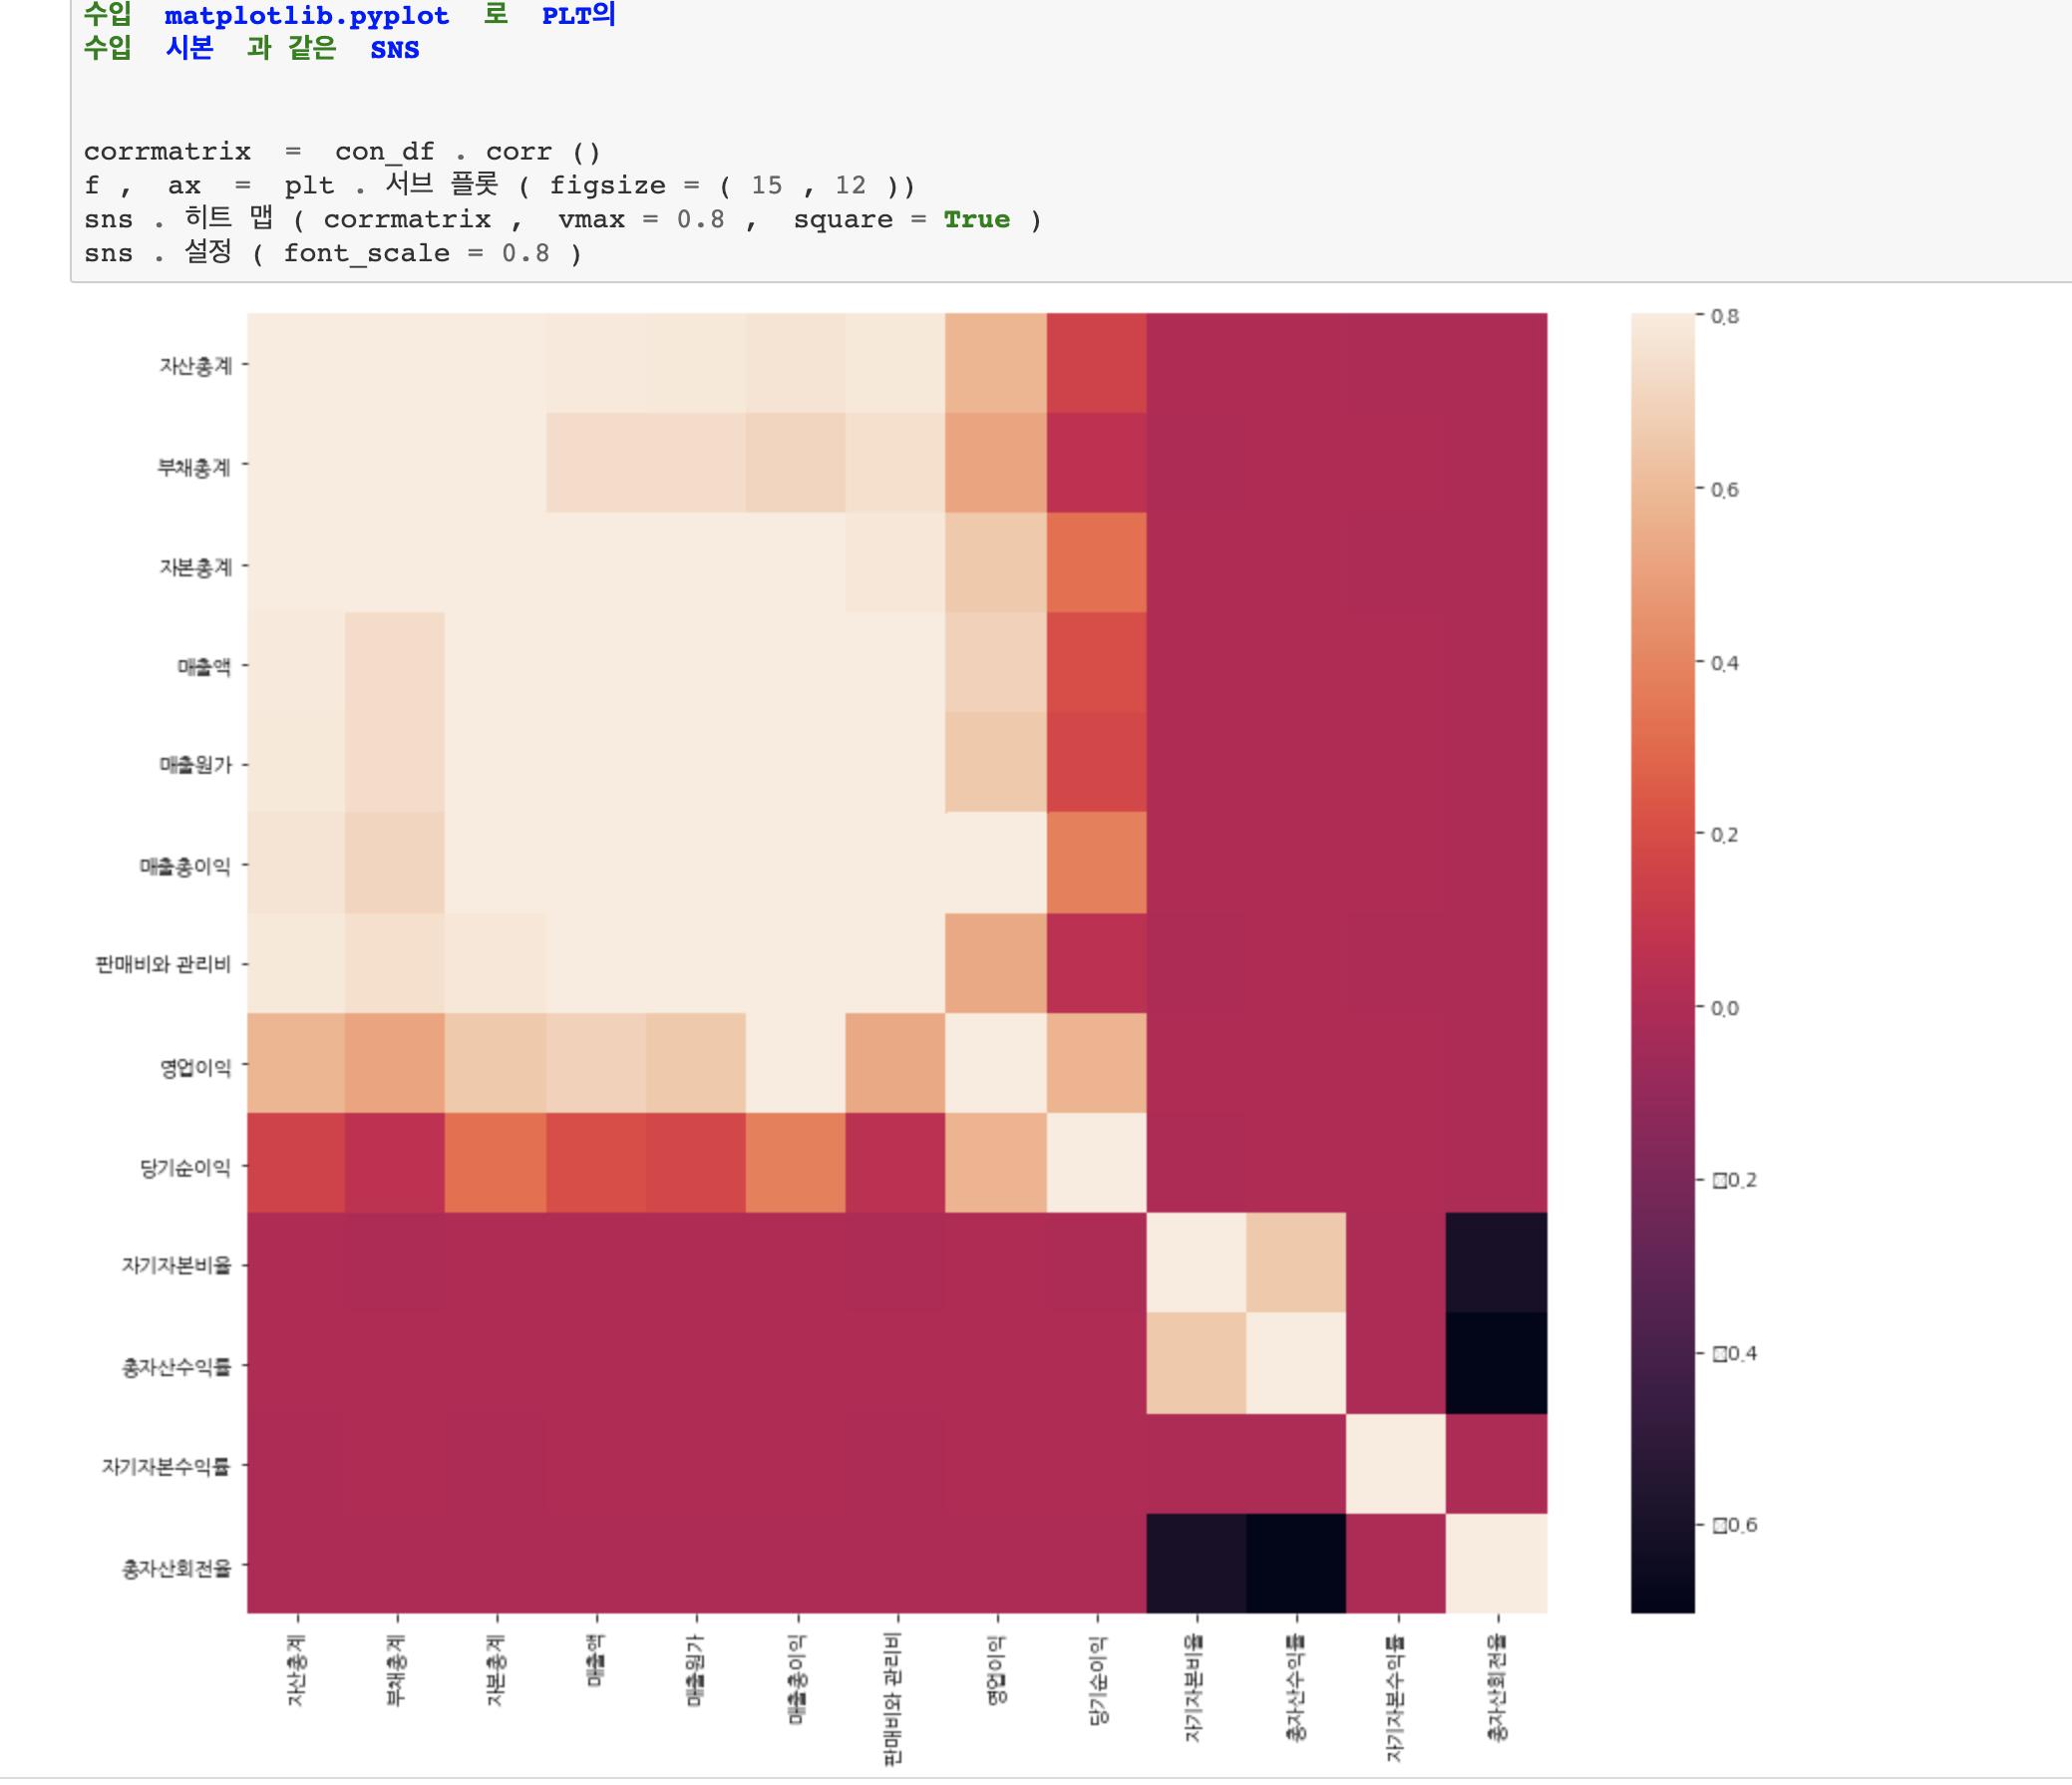 수입 matplotlib.pyplot 로 PLT의
수입 시본 과 같은 SNS
corrmatrix = con_df . corr ()
f , ax = plt . 서브 플롯 ( figsize = ( 15 , 12 ))
sns . 히트 맵 ( corrmatrix , vmax = 0.8 , square = True )
sns . 설정 ( font_scale = 0.8 )
자산총계
부채총계
자본총계
매출액
매출원가
매출총이익
판매비와 관리비
영업이익
당기순이익
자기자본비율
총자산수익률
자기자본수익률
총자산회전율
0.8
0.6
0.4
0.2
0.0
□0.2
□0.4
□0.6
자산총계
부채총계
자본총계
매출액
매출원가
매출총이익
판매비와 관리비
영업이익
당기순이익
자기자본비율
총자산수익률
자기자본수익률
총자산회전율